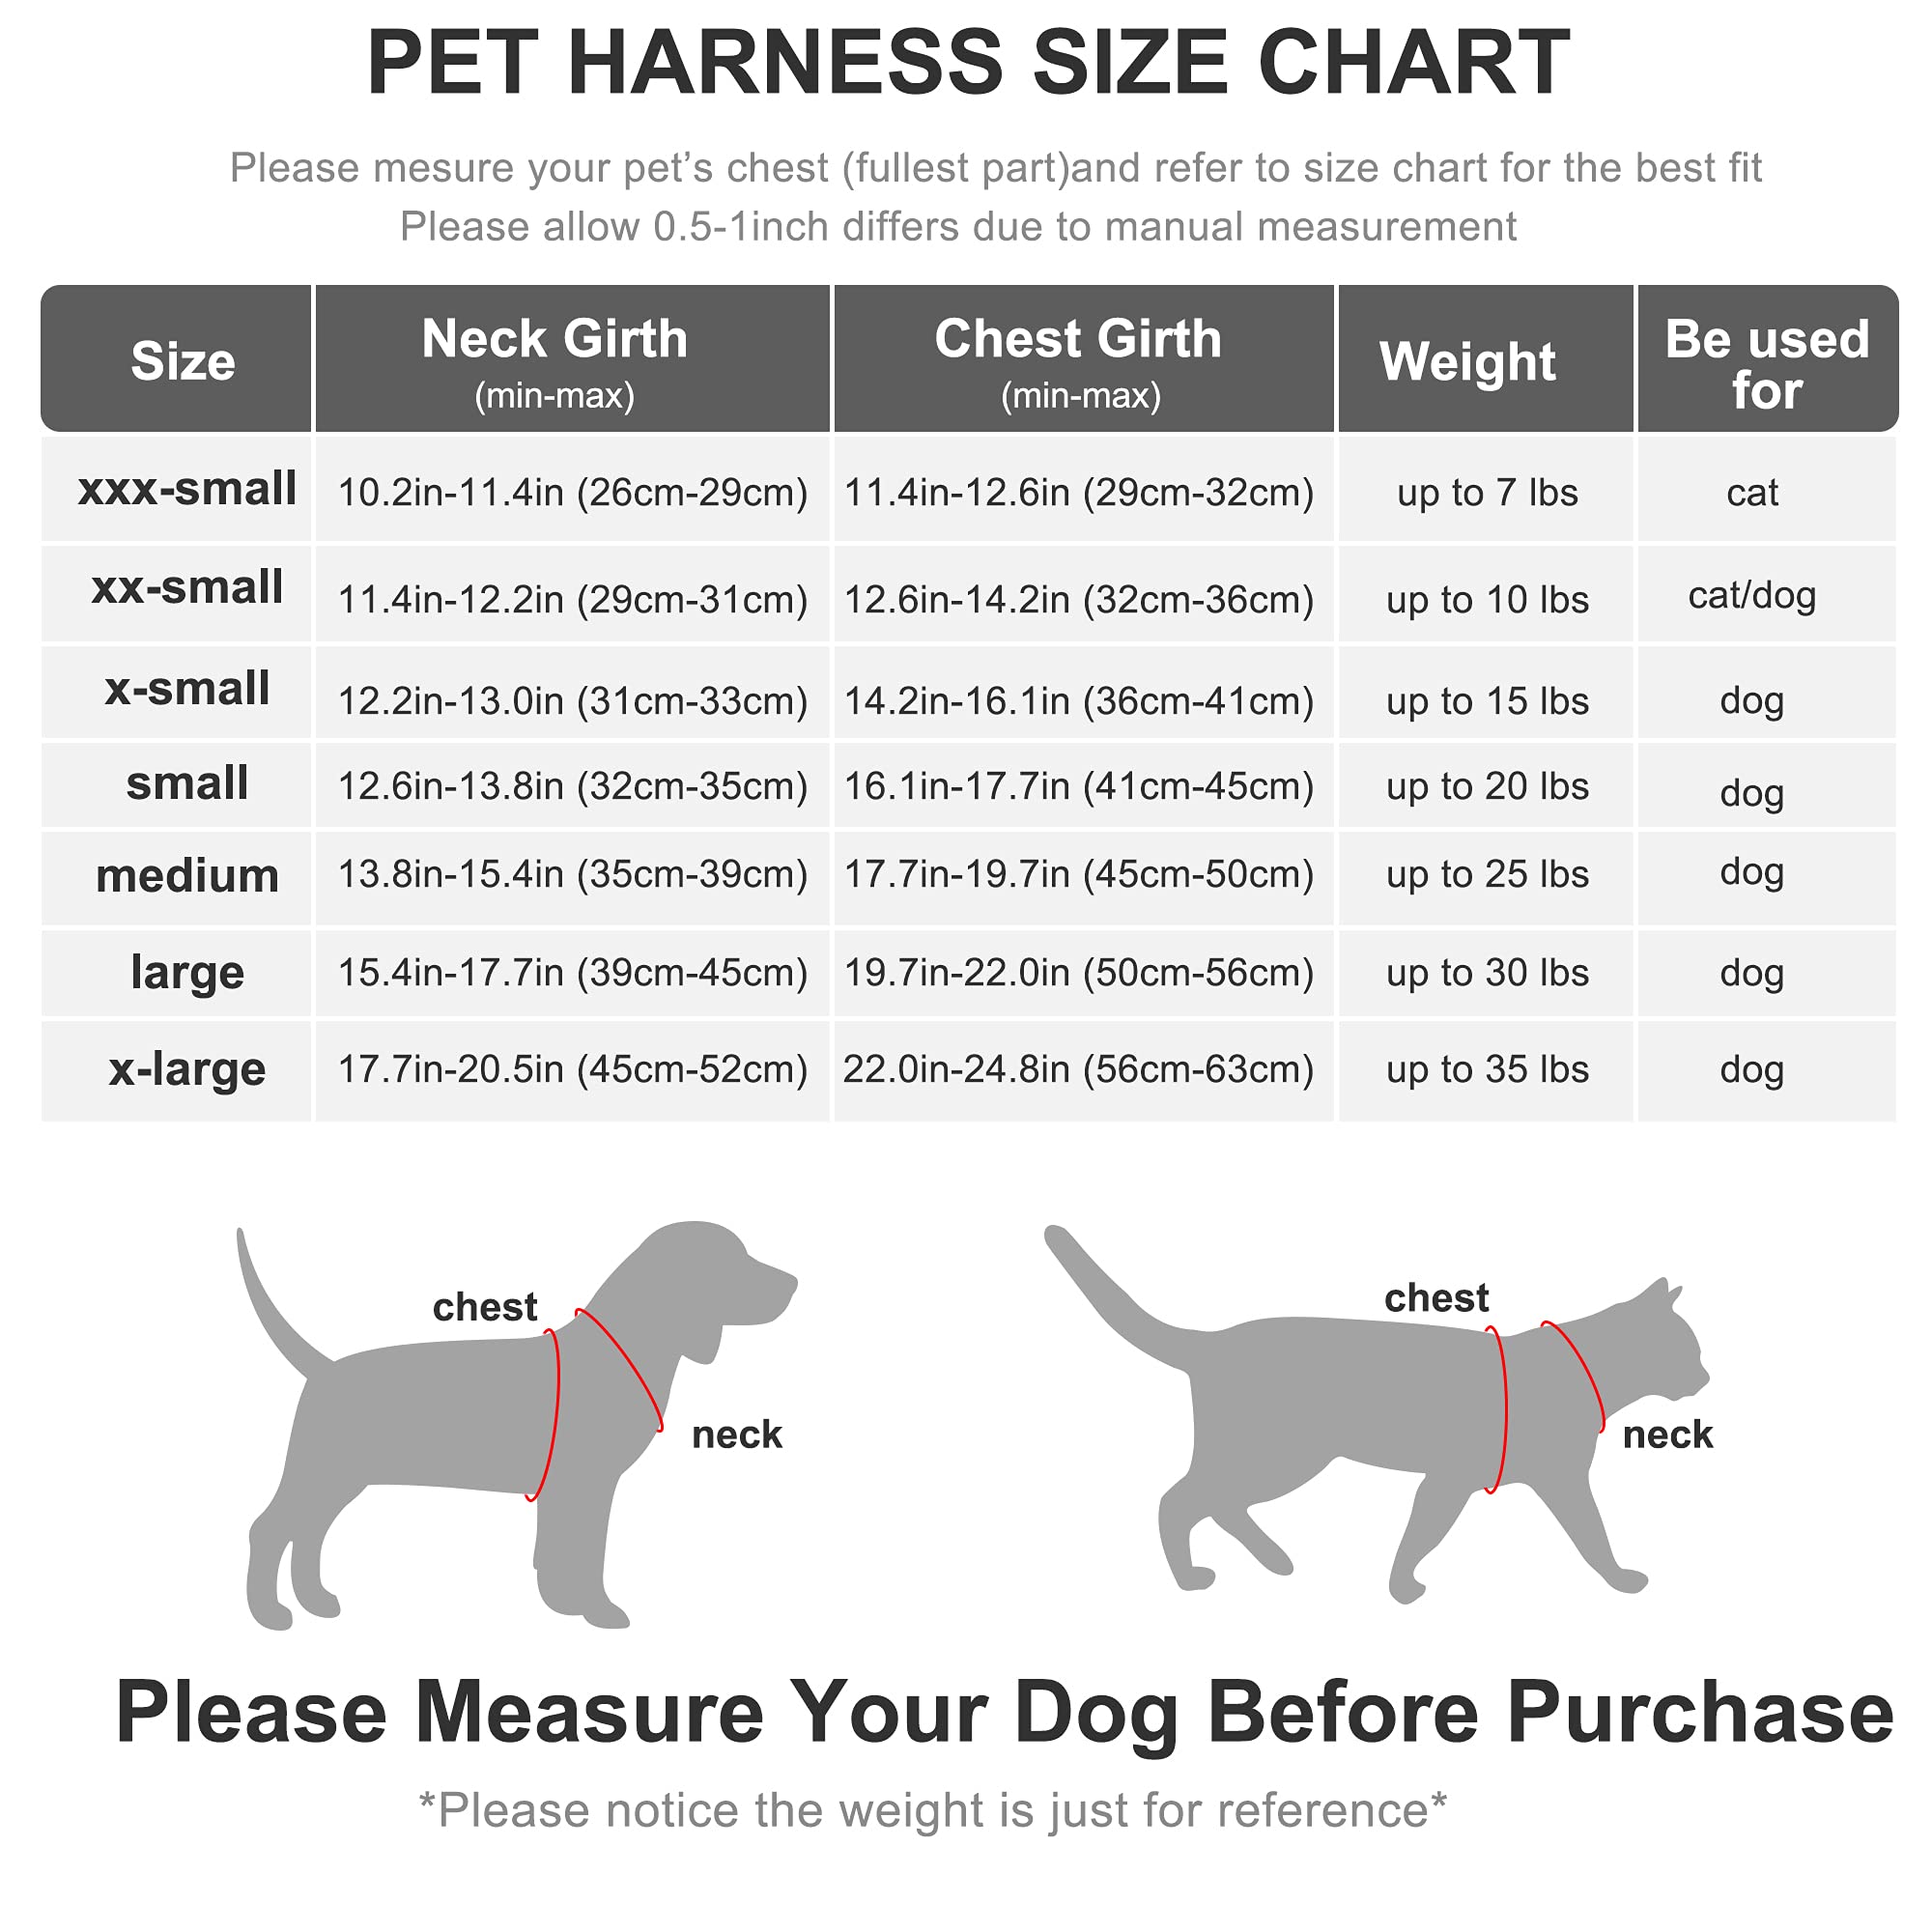 PET HARNESS SIZE CHART
Please mesure your pet’s chest (fullest part)and refer to size chart for the best fit
Please allow 0.5-1inch differs due to manual measurement
Size Neck Girth (min-max) Chest Girth (min-max) Weight Be used for
xxx-small 10.2in-11.4in (26cm-29cm) 11.4in-12.6in (29cm-32cm) up to 7 lbs cat
xx-small 11.4in-12.2in (29cm-31cm) 12.6in-14.2in (32cm-36cm) up to 10 lbs cat/dog
x-small 12.2in-13.0in (31cm-33cm) 14.2in-16.1in (36cm-41cm) up to 15 lbs dog
small 12.6in-13.8in (32cm-35cm) 16.1in-17.7in (41cm-45cm) up to 20 lbs dog
medium 13.8in-15.4in (35cm-39cm) 17.7in-19.7in (45cm-50cm) up to 25 lbs dog
large 15.4in-17.7in (39cm-45cm) 19.7in-22.0in (50cm-56cm) up to 30 lbs dog
x-large 17.7in-20.5in (45cm-52cm) 22.0in-24.8in (56cm-63cm) up to 35 lbs dog
chest
neck
chest
neck
Please Measure Your Dog Before Purchase
*Please notice the weight is just for reference*